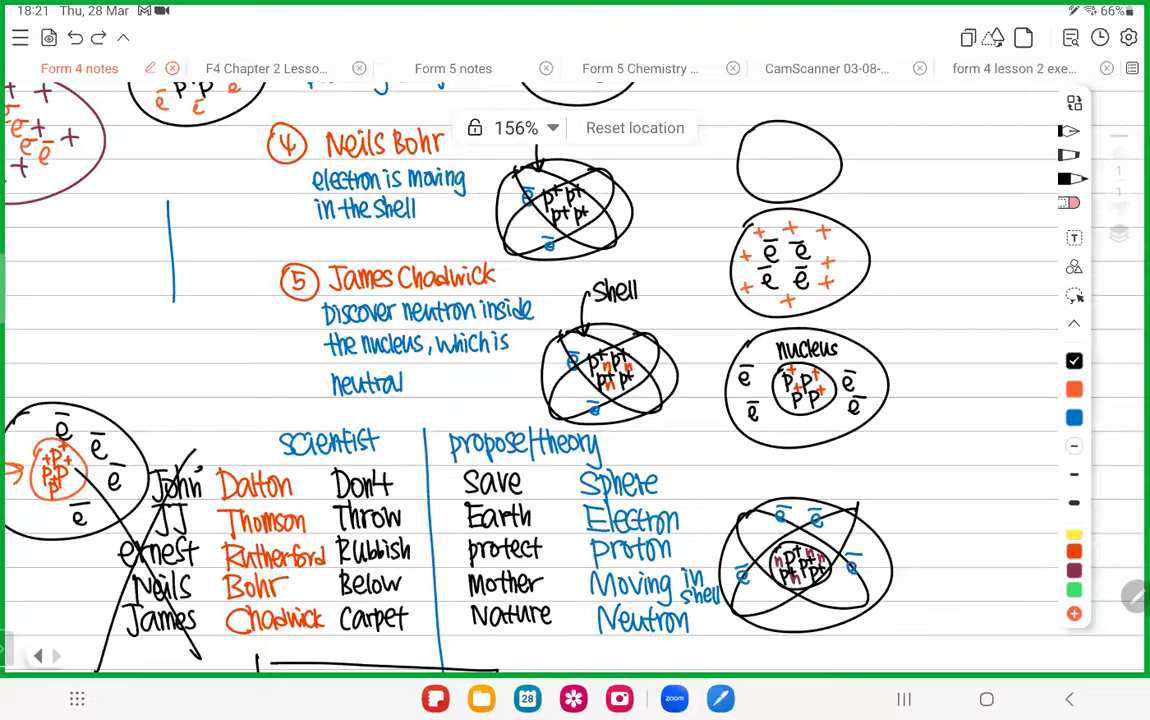 18:21 Thu, 28 Mar
66%
Form 4 notes
F4 Chapter 2 Lesso...
Form 5 notes
Form 5 Chemistry ...
CamScanner 03-08-...
form 4 lesson 2 exe...
156%
Reset location
④ Neils Bohr
electron is moving
in the shell
⑤ James Chadwick
Discover neutron inside
the nucleus, which is
neutral
shell
nucleus
scientist propose/theory
John Dalton Don't save Sphere
JJ Thomson Throw Earth Electron
ernest Rutherford Rubbish protect proton
Neils Bohr Below Mother Moving in shell
James Chadwick carpet Nature Neutron
28
zoom